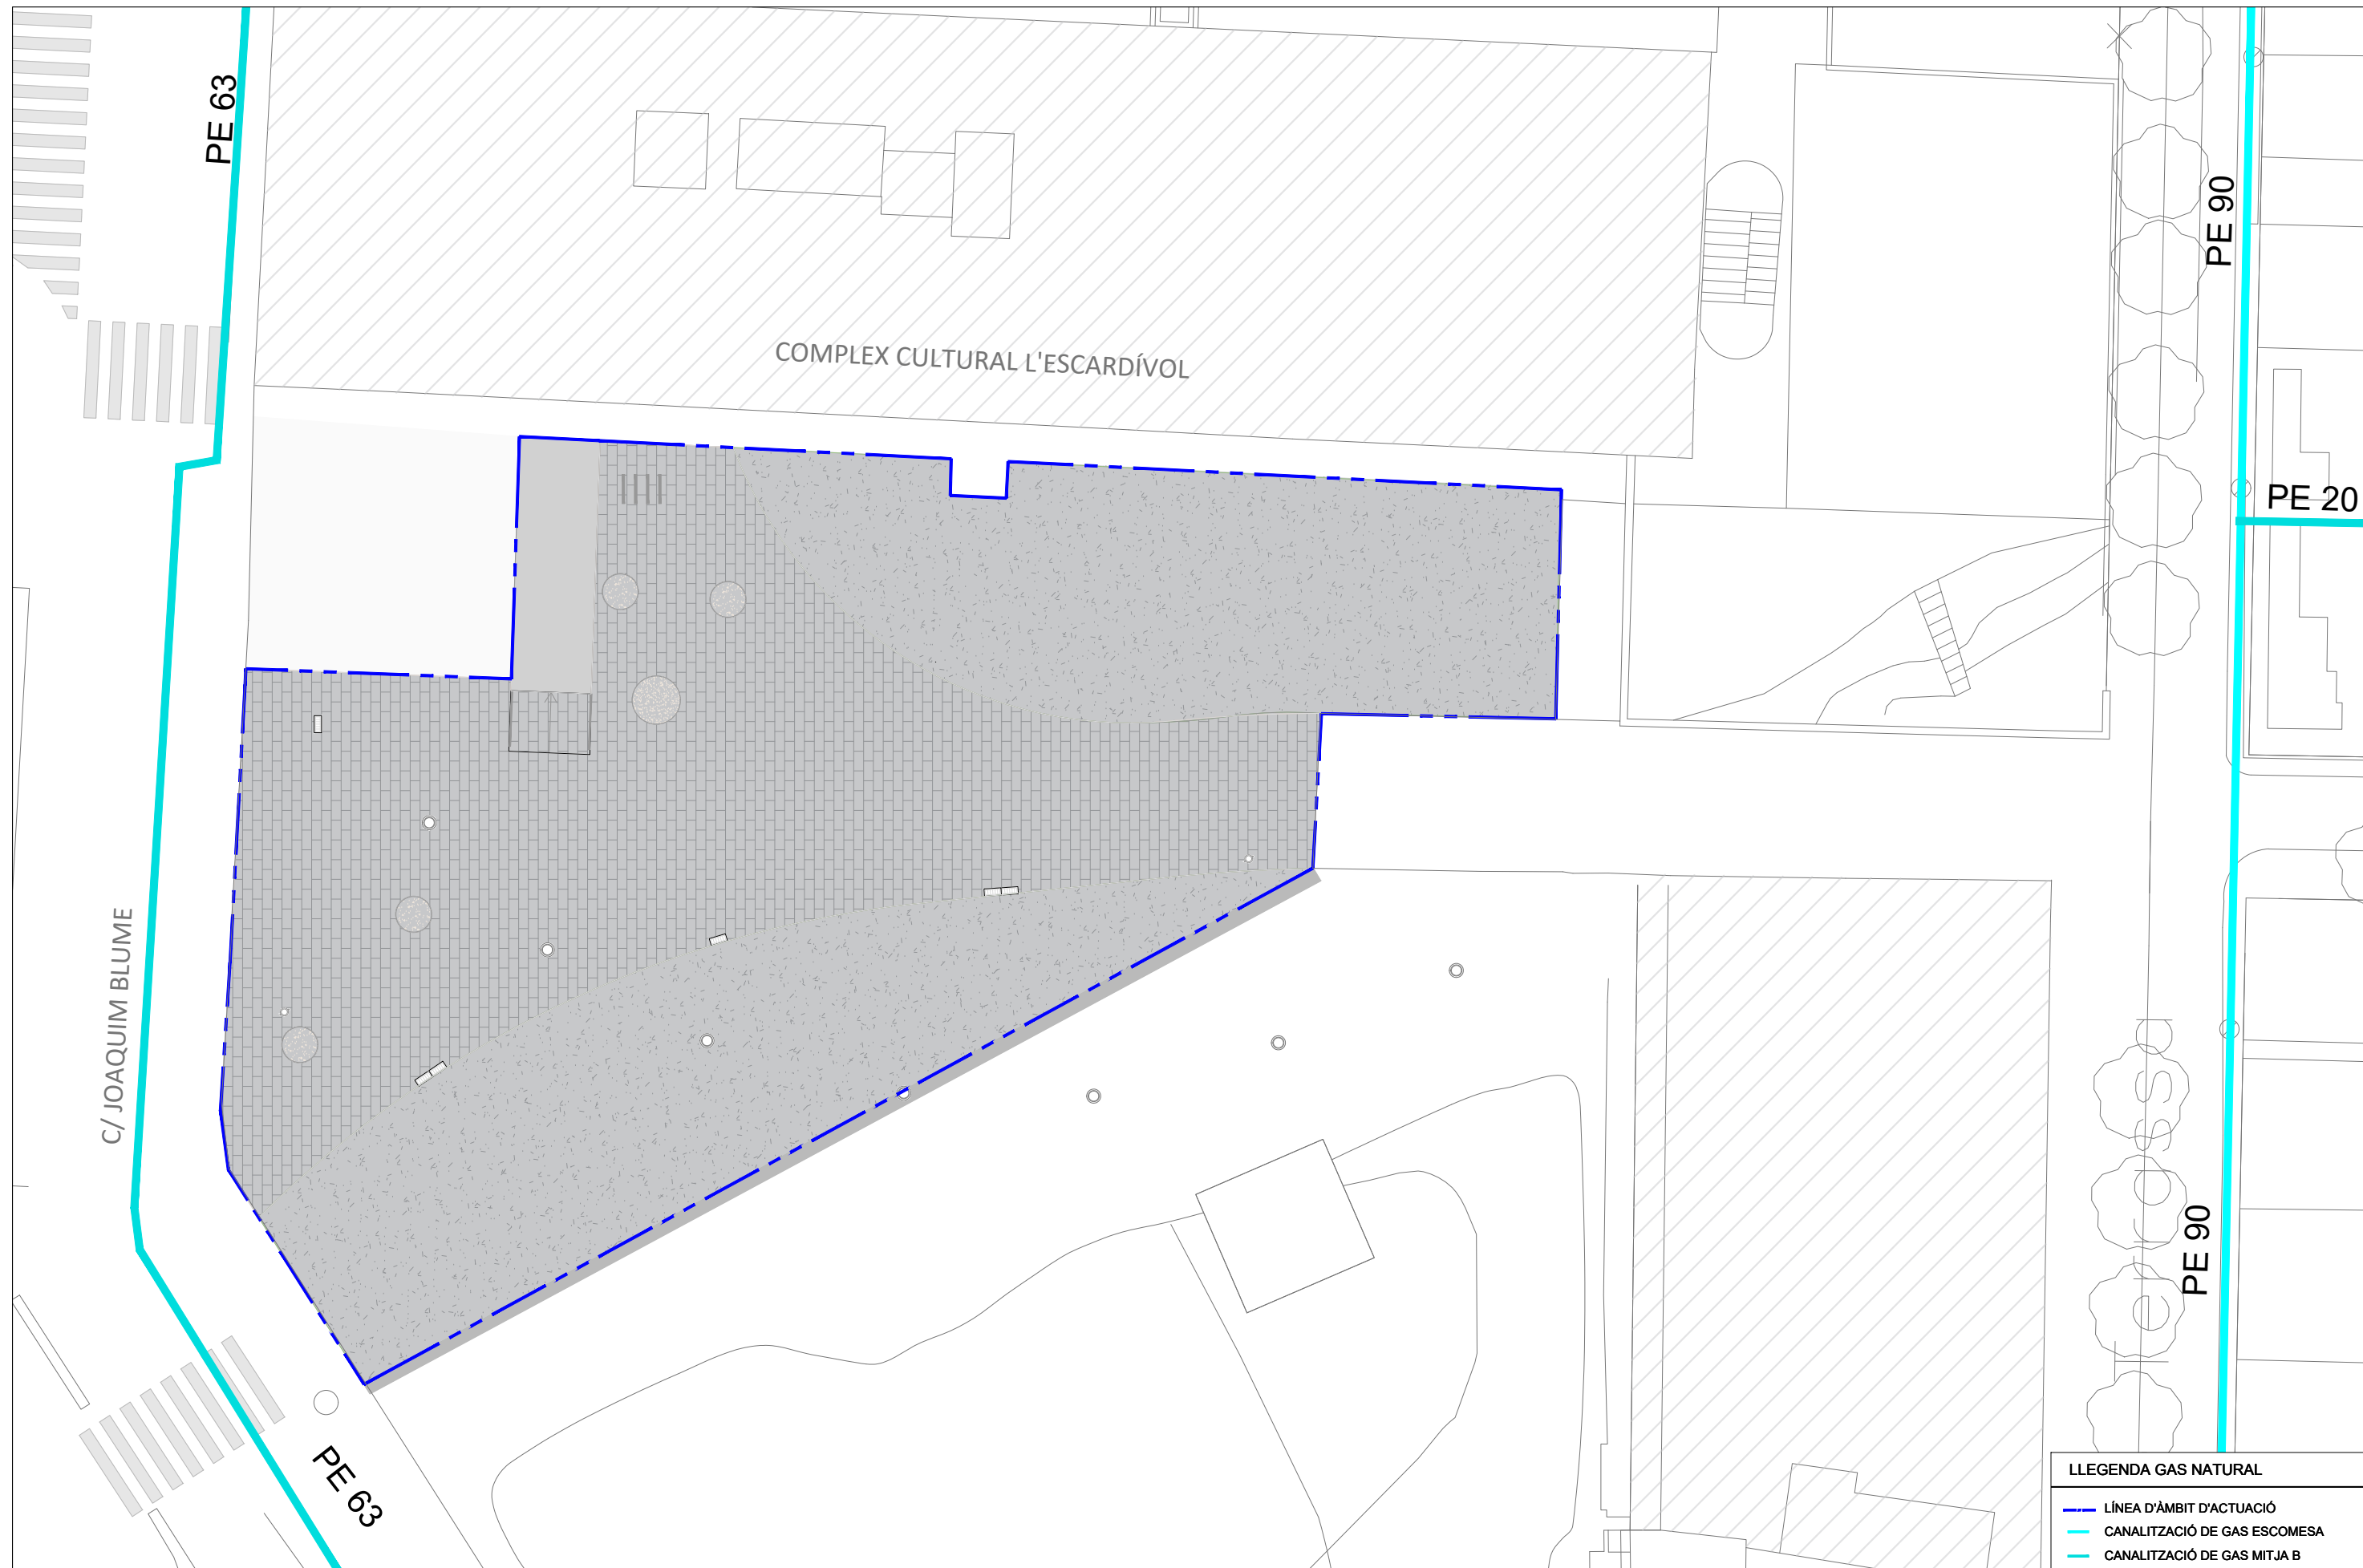 PE 63
PE 90
COMPLEX CULTURAL L'ESCARDÍVOL
PE 20
C/ JOAQUIM BLUME
PE 90
PE 63
LLEGENDA GAS NATURAL
LÍNEA D'ÀMBIT D'ACTUACIÓ
CANALITZACIÓ DE GAS ESCOMESA
CANALITZACIÓ DE GAS MITJA B